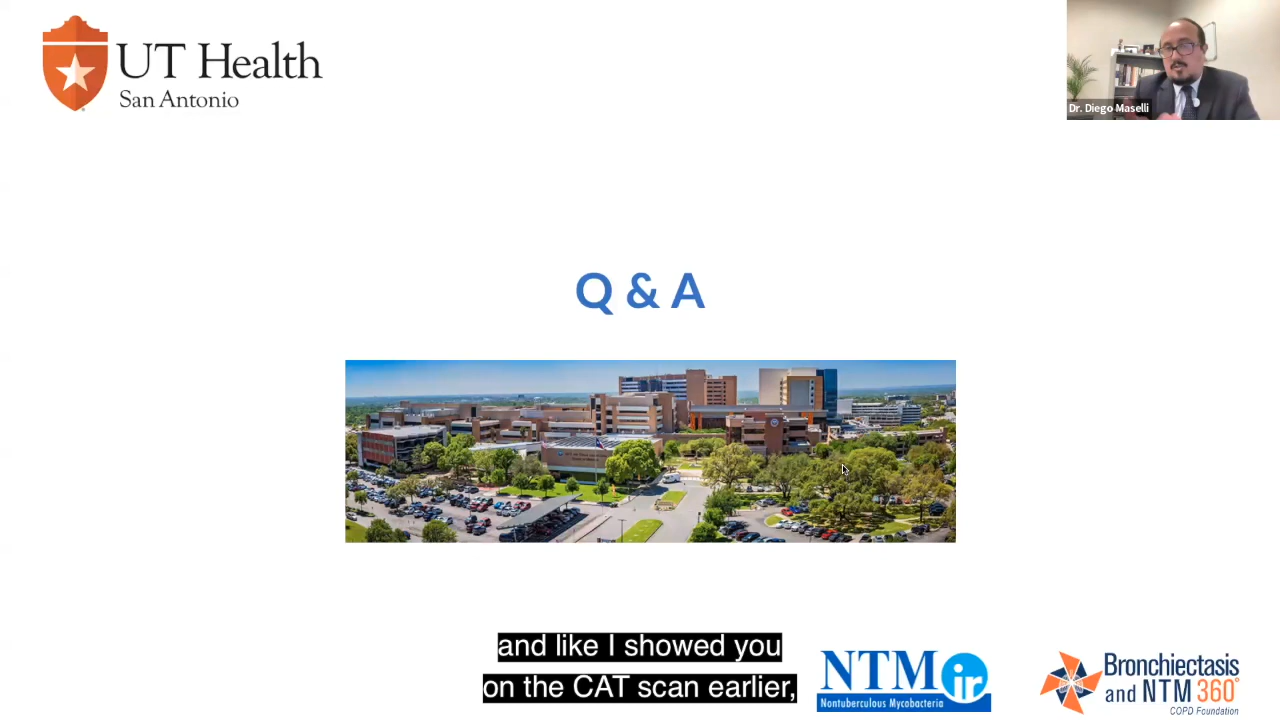 UT Health
San Antonio
Dr. Diego Maselli
Q & A
and like I showed you
on the CAT scan earlier,
NTMir
Nontuberculous Mycobacteria
Bronchiectasis
and NTM 360°
COPD Foundation